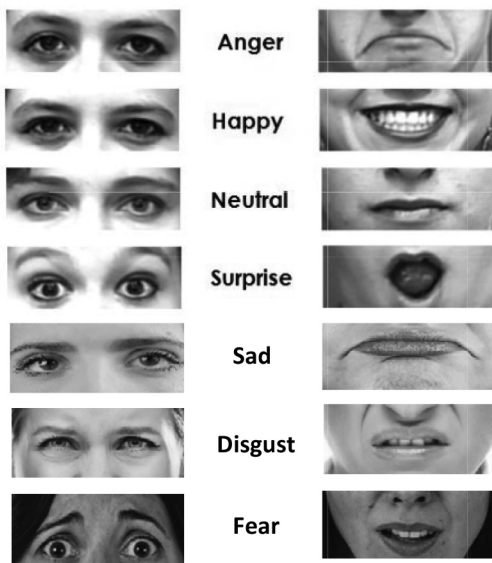 Anger
Happy
Neutral
Surprise
Sad
Disgust
Fear